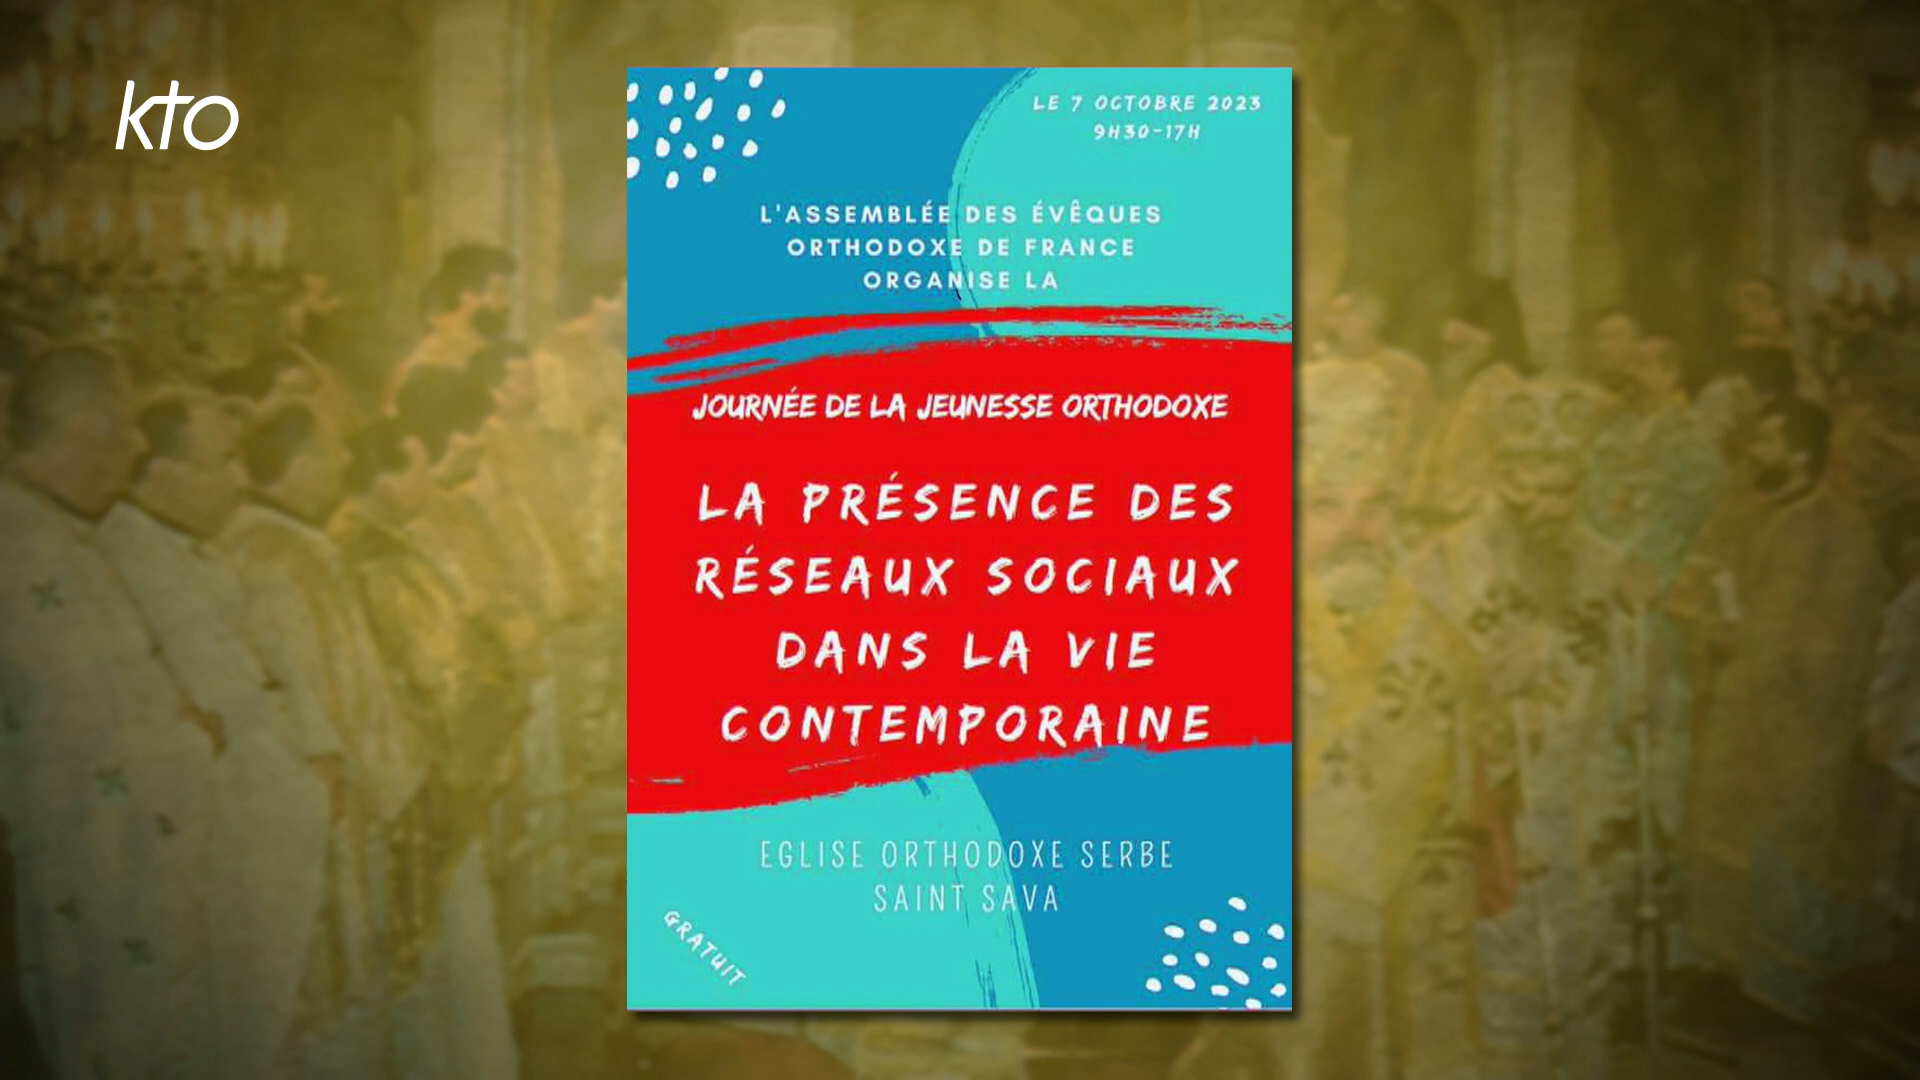 kto
LE 7 OCTOBRE 2023
9H30-17H
L'ASSEMBLÉE DES ÉVÊQUES
ORTHODOXE DE FRANCE
ORGANISE LA
JOURNÉE DE LA JEUNESSE ORTHODOXE
LA PRÉSENCE DES
RÉSEAUX SOCIAUX
DANS LA VIE
CONTEMPORAINE
EGLISE ORTHODOXE SERBE
SAINT SAVA
GRATUIT